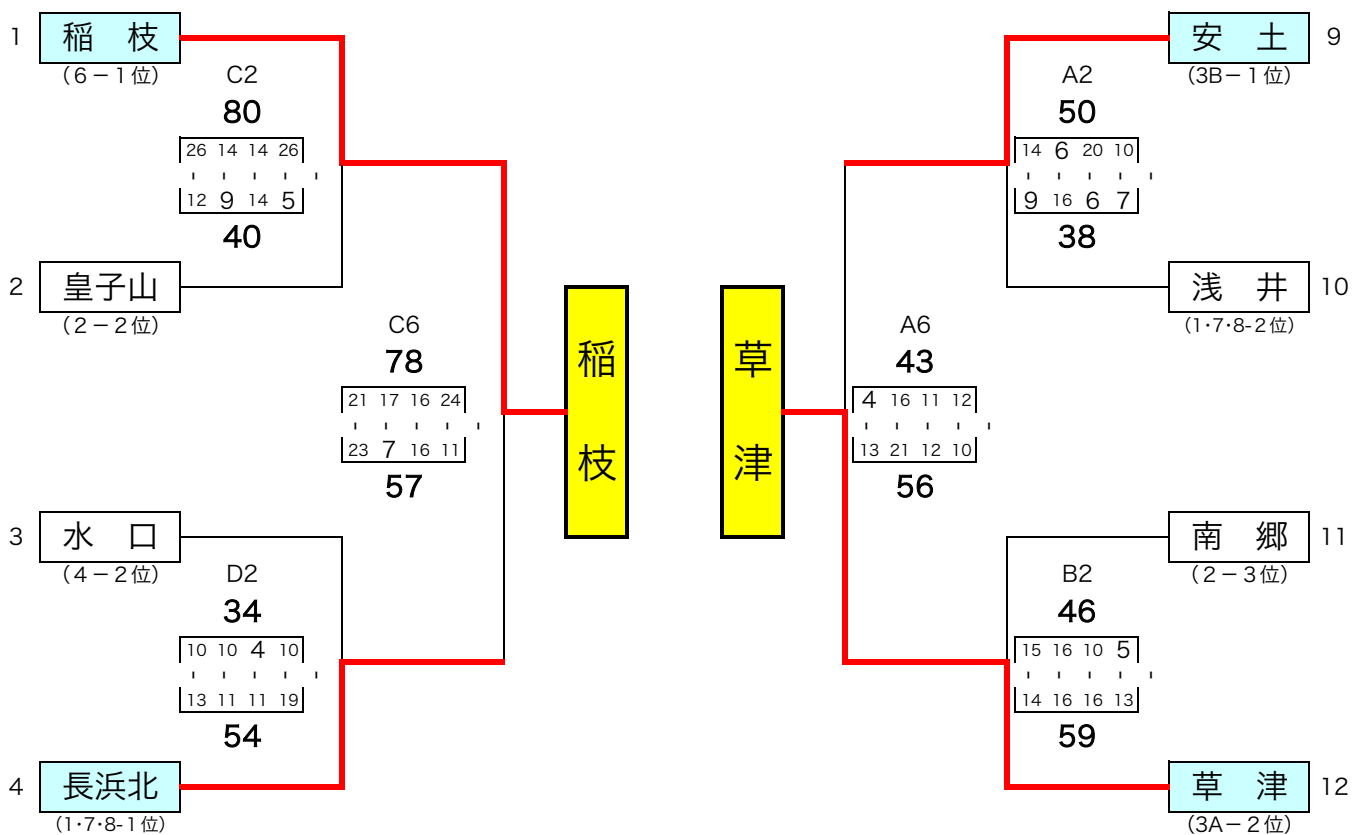 1 稲 枝
(6-1位)
C2
80
26 14 14 26
12 9 14 5
40
2 皇子山
(2-2位)
C6
78
21 17 16 24
23 7 16 11
57
3 水 口
(4-2位)
D2
34
10 10 4 10
13 11 11 19
54
4 長浜北
(1・7・8-1位)
稲枝
草津
安 土 9
(3B-1位)
A2
50
14 6 20 10
9 16 6 7
38
浅 井 10
(1・7・8-2位)
A6
43
4 16 11 12
13 21 12 10
56
南 郷 11
(2-3位)
B2
46
15 16 10 5
14 16 16 13
59
草 津 12
(3A-2位)